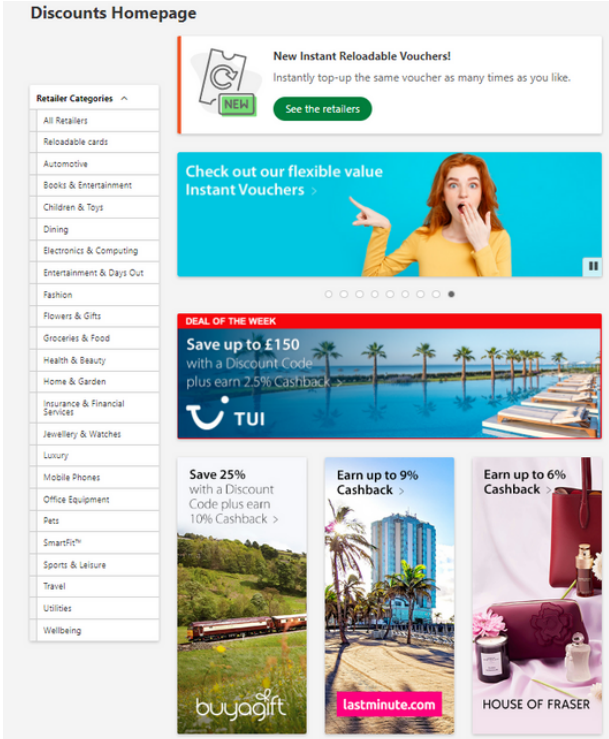 Discounts Homepage
New Instant Reloadable Vouchers!
Instantly top-up the same voucher as many times as you like.
NEW
See the retailers
Retailer Categories
All Retailers
Reloadable cards
Automotive
Books & Entertainment
Children & Toys
Dining
Electronics & Computing
Entertainment & Days Out
Fashion
Flowers & Gifts
Groceries & Food
Health & Beauty
Home & Garden
Insurance & Financial
Services
Jewellery & Watches
Luxury
Mobile Phones
Office Equipment
Pets
SmartFit™
Sports & Leisure
Travel
Utilities
Wellbeing
Check out our flexible value
Instant Vouchers >
DEAL OF THE WEEK
Save up to £150
with a Discount Code
plus earn 2.5% Cashback >
TUI
Save 25%
with a Discount
Code plus earn
10% Cashback >
buyagift
Earn up to 9%
Cashback >
lastminute.com
Earn up to 6%
Cashback >
HOUSE OF FRASER